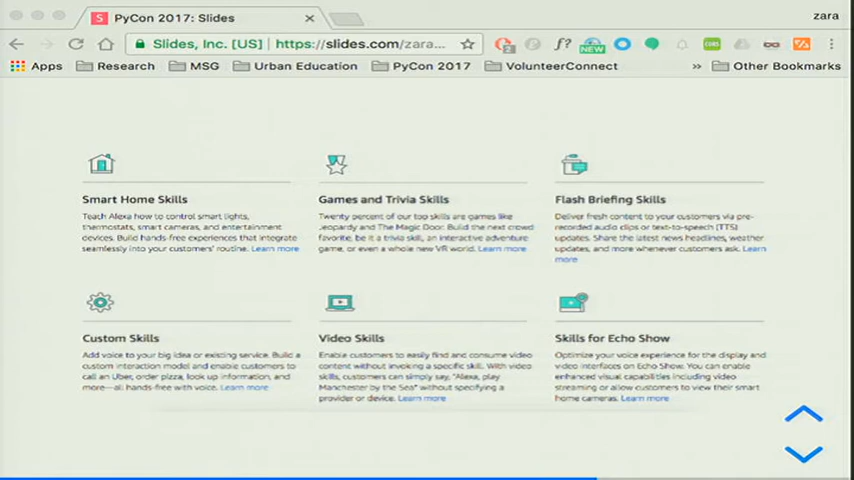 PyCon 2017: Slides
zara
Slides, Inc. [US] https://slides.com/zara...
f?
NEW
Apps Research MSG Urban Education PyCon 2017 VolunteerConnect » Other Bookmarks
Smart Home Skills
Teach Alexa how to control smart lights,
thermostats, smart cameras, and entertainment
devices. Build hands-free experiences that integrate
seamlessly into your customers' routine. Learn more
Games and Trivia Skills
Twenty percent of our top skills are games like
Jeopardy and The Magic Door. Build the next crowd
favorite, be it a trivia skill, an interactive adventure
game, or even a whole new VR world. Learn more
Flash Briefing Skills
Deliver fresh content to your customers via pre-
recorded audio clips or text-to-speech (TTS)
updates. Share the latest news headlines, weather
updates, and more whenever customers ask. Learn
more
Custom Skills
Add voice to your big idea or existing service. Build a
custom interaction model and enable customers to
call an Uber, order pizza, look up information, and
more—all hands-free with voice. Learn more
Video Skills
Enable customers to easily find and consume video
content without invoking a specific skill. With video
skills, customers can simply say, "Alexa, play
Manchester by the Sea" without specifying a
provider or device. Learn more
Skills for Echo Show
Optimize your voice experience for the display and
video interfaces on Echo Show. You can enable
enhanced visual capabilities including video
streaming or allow customers to view their smart
home cameras. Learn more